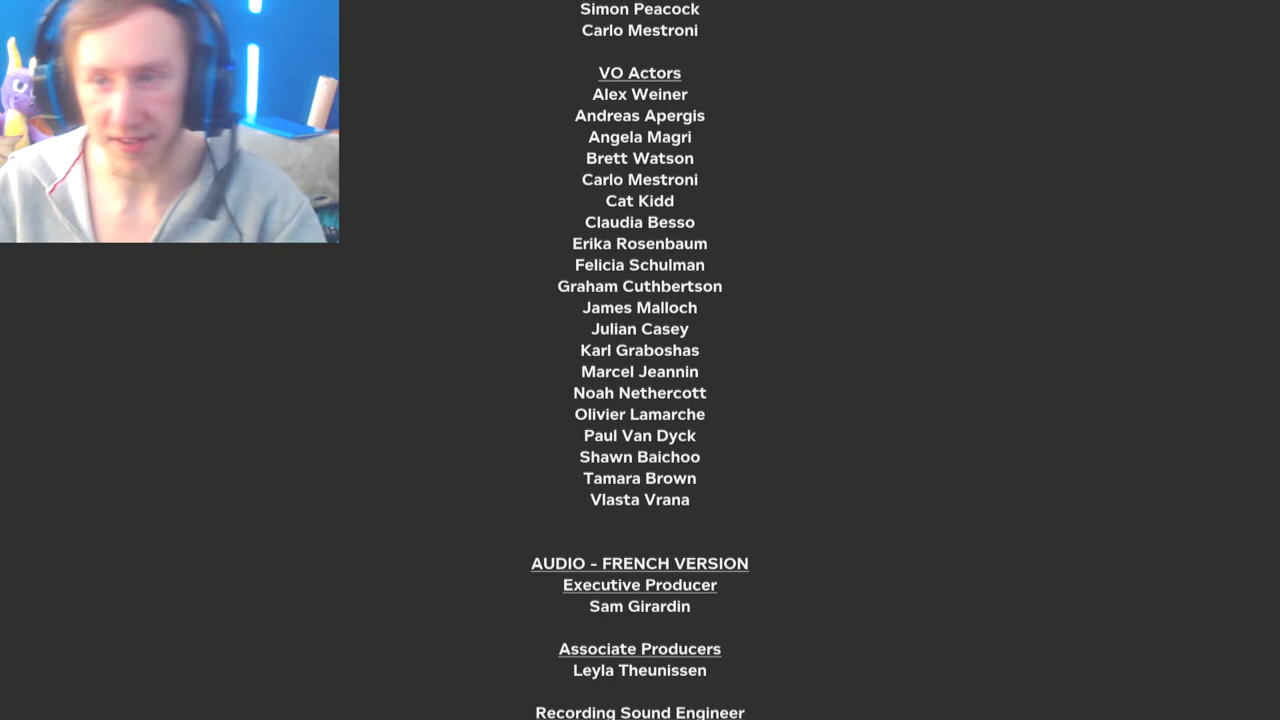 Simon Peacock
Carlo Mestroni
VO Actors
Alex Weiner
Andreas Apergis
Angela Magri
Brett Watson
Carlo Mestroni
Cat Kidd
Claudia Besso
Erika Rosenbaum
Felicia Schulman
Graham Cuthbertson
James Malloch
Julian Casey
Karl Graboshas
Marcel Jeannin
Noah Nethercott
Olivier Lamarche
Paul Van Dyck
Shawn Baichoo
Tamara Brown
Vlasta Vrana
AUDIO - FRENCH VERSION
Executive Producer
Sam Girardin
Associate Producers
Leyla Theunissen
Recording Sound Engineer